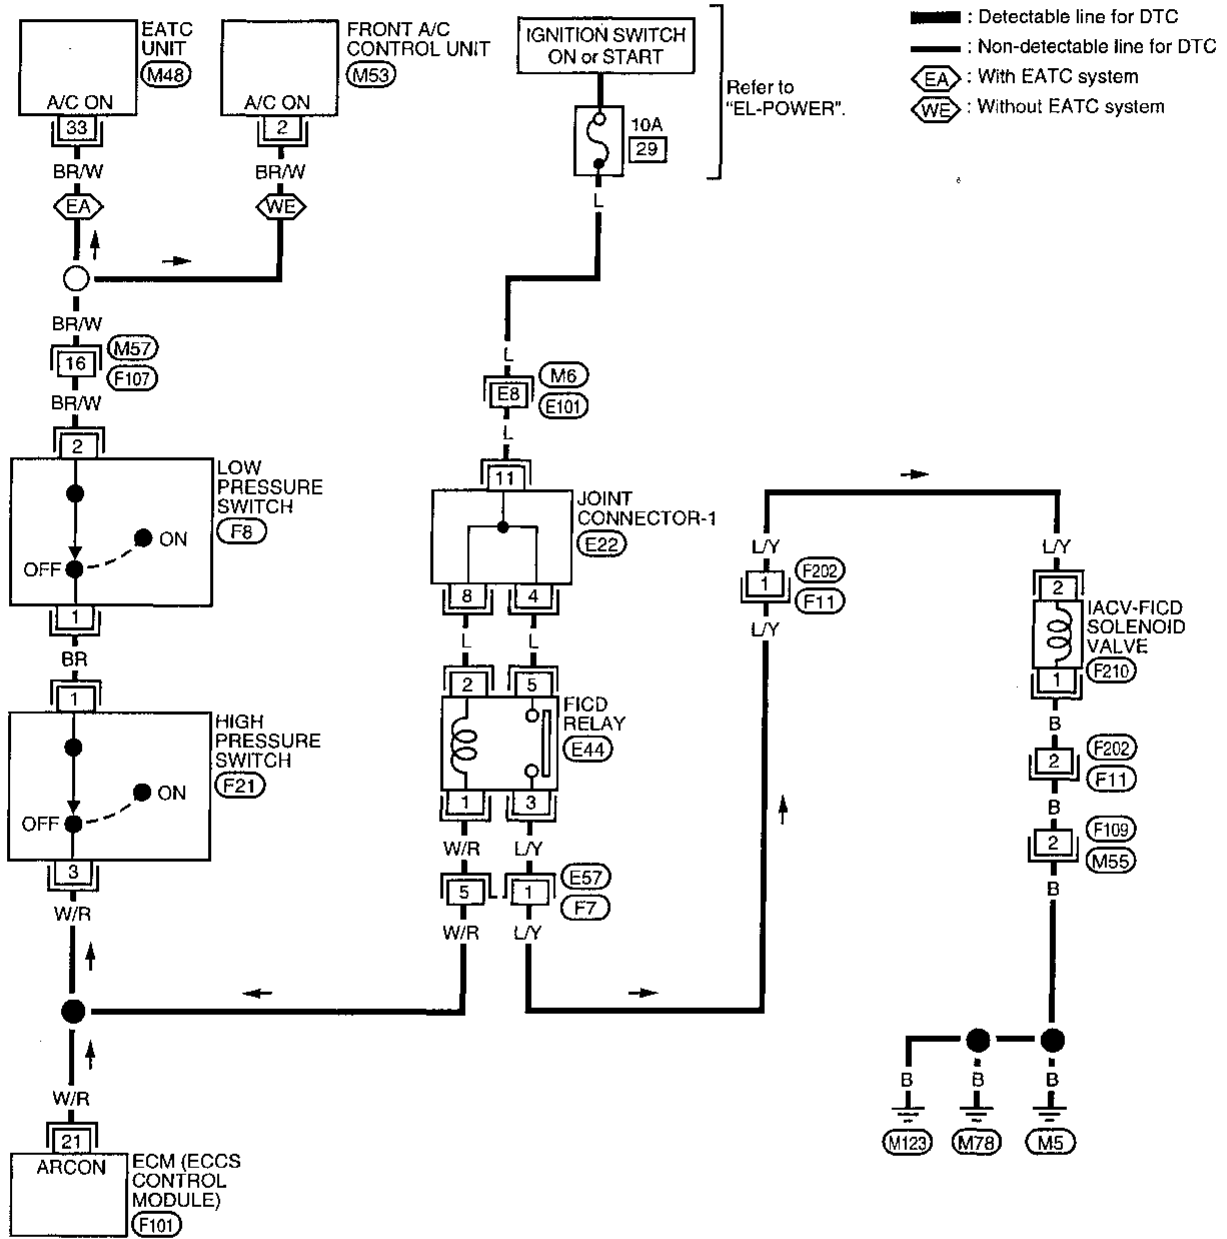 EATC
UNIT
M48
A/C ON
33
BR/W
EA
FRONT A/C
CONTROL UNIT
M53
A/C ON
2
BR/W
WE
IGNITION SWITCH
ON or START
10A
29
Refer to
"EL-POWER".
L
: Detectable line for DTC
: Non-detectable line for DTC
EA : With EATC system
WE : Without EATC system
BR/W
16
M57
F107
BR/W
2
LOW
PRESSURE
SWITCH
F8
ON
OFF
1
BR
1
HIGH
PRESSURE
SWITCH
F21
ON
OFF
3
W/R
W/R
21
ARCON
ECM (ECCS
CONTROL
MODULE)
F101
L
E8
M6
E101
L
11
JOINT
CONNECTOR-1
E22
8
4
L
L
2
5
FICD
RELAY
E44
1
3
W/R
L/Y
5
1
E57
F7
W/R
L/Y
L/Y
1
F202
F11
L/Y
L/Y
2
IACV-FICD
SOLENOID
VALVE
F210
1
B
2
F202
F11
B
2
F109
M55
B
B
B
B
M123
M78
M5